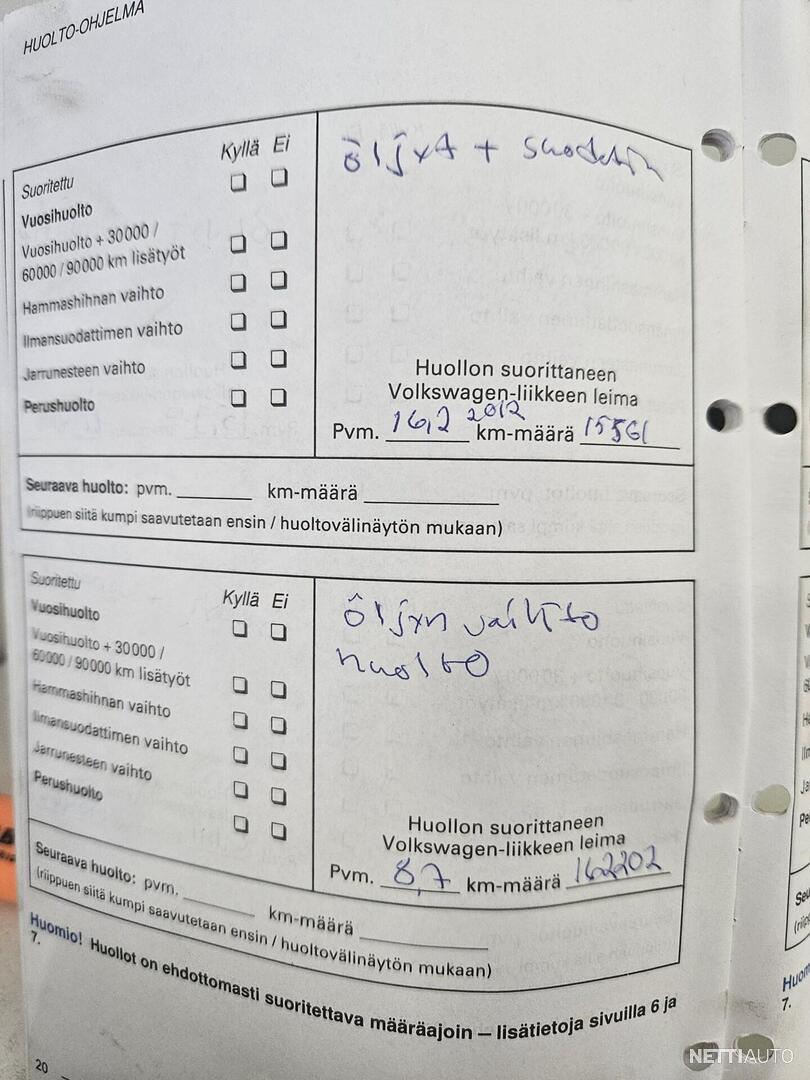 HUOLTO-OHJELMA
Kyllä Ei
Suoritettu
Vuosihuolto
Vuosihuolto + 30000 /
60000 / 90000 km lisätyöt
Hammashihnan vaihto
Ilmansuodattimen vaihto
Jarrunesteen vaihto
Perushuolto
öljyt + suodatin
Huollon suorittaneen
Volkswagen-liikkeen leima
Pvm. 16,2 2012 km-määrä 15561
Seuraava huolto: pvm. km-määrä
(riippuen siitä kumpi saavutetaan ensin / huoltovälinäytön mukaan)
Suoritettu
Kyllä Ei
Vuosihuolto
Vuosihuolto + 30000 /
60000 / 90000 km lisätyöt
Hammashihnan vaihto
Ilmansuodattimen vaihto
Jarrunesteen vaihto
Perushuolto
öljyn vaihto
huolto
Huollon suorittaneen
Volkswagen-liikkeen leima
Pvm. 8,7 km-määrä 162202
Seuraava huolto: pvm. km-määrä
(riippuen siitä kumpi saavutetaan ensin / huoltovälinäytön mukaan)
Huomio! Huollot on ehdottomasti suoritettava määräajoin – lisätietoja sivuilla 6 ja
7.
20
NETTIAUTO